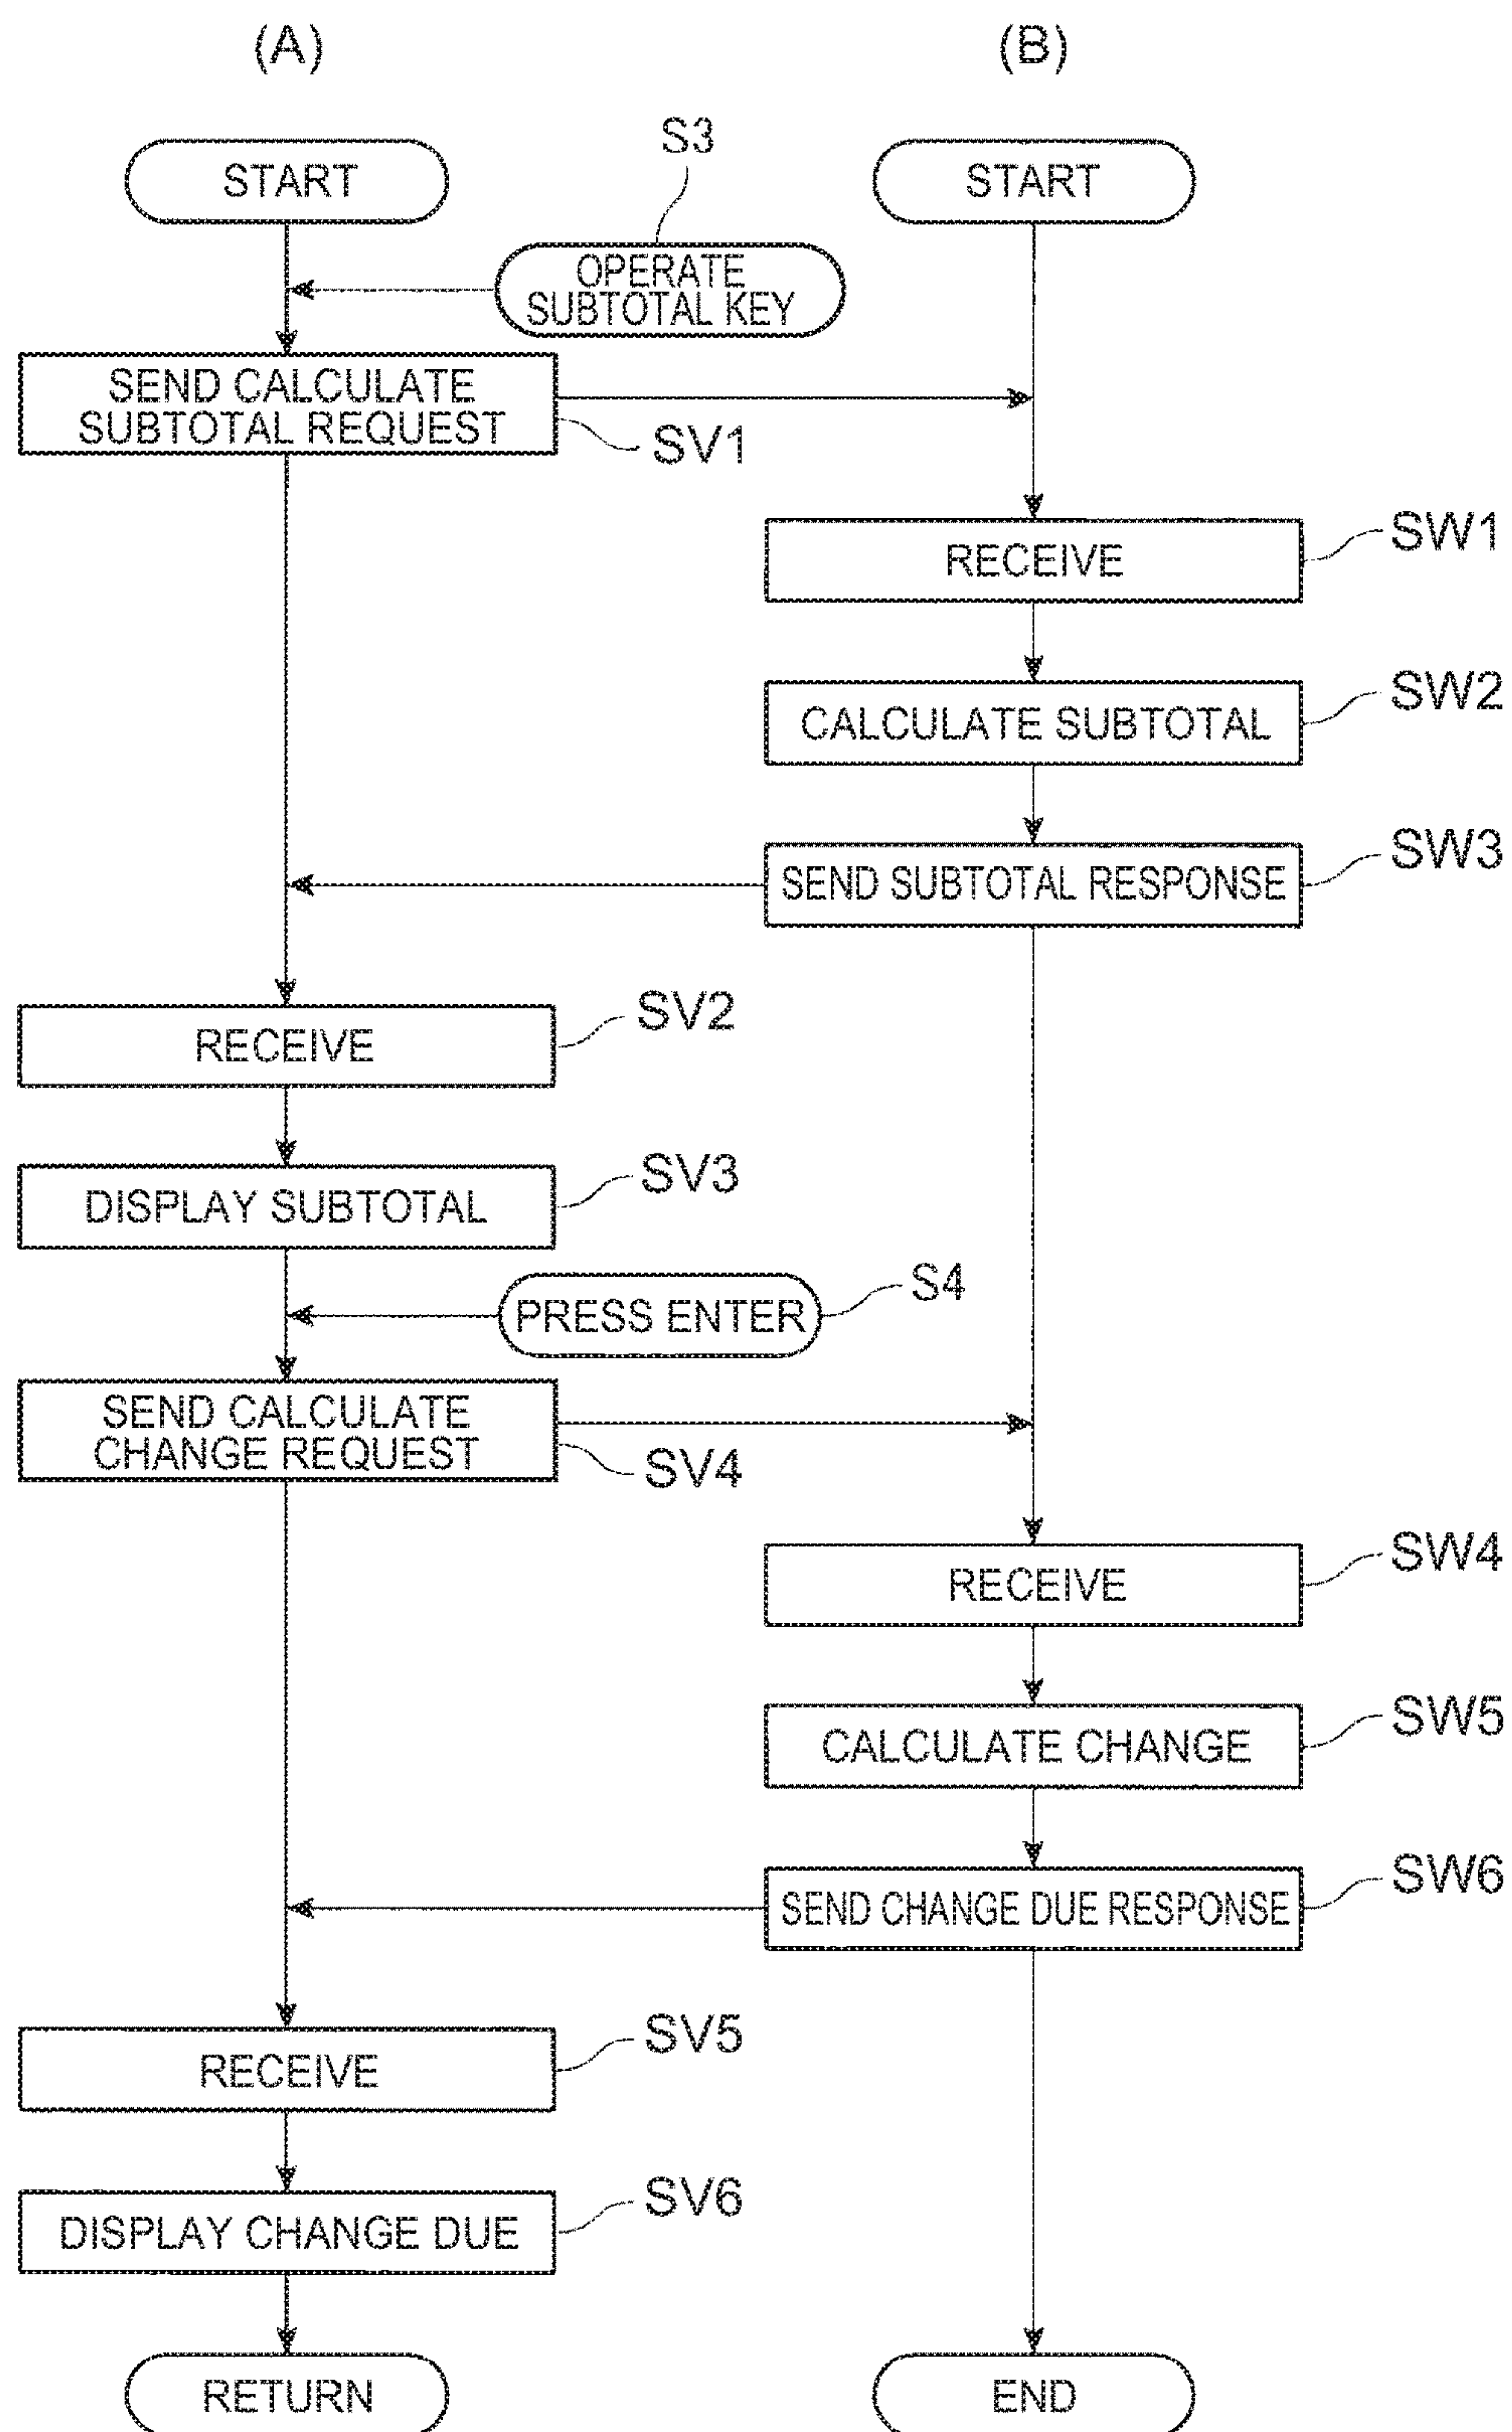 (A)
(B)
START
S3
START
OPERATE
SUBTOTAL KEY
SEND CALCULATE
SUBTOTAL REQUEST
SV1
RECEIVE
SW1
CALCULATE SUBTOTAL
SW2
SEND SUBTOTAL RESPONSE
SW3
RECEIVE
SV2
DISPLAY SUBTOTAL
SV3
PRESS ENTER
S4
SEND CALCULATE
CHANGE REQUEST
SV4
RECEIVE
SW4
CALCULATE CHANGE
SW5
SEND CHANGE DUE RESPONSE
SW6
RECEIVE
SV5
DISPLAY CHANGE DUE
SV6
RETURN
END